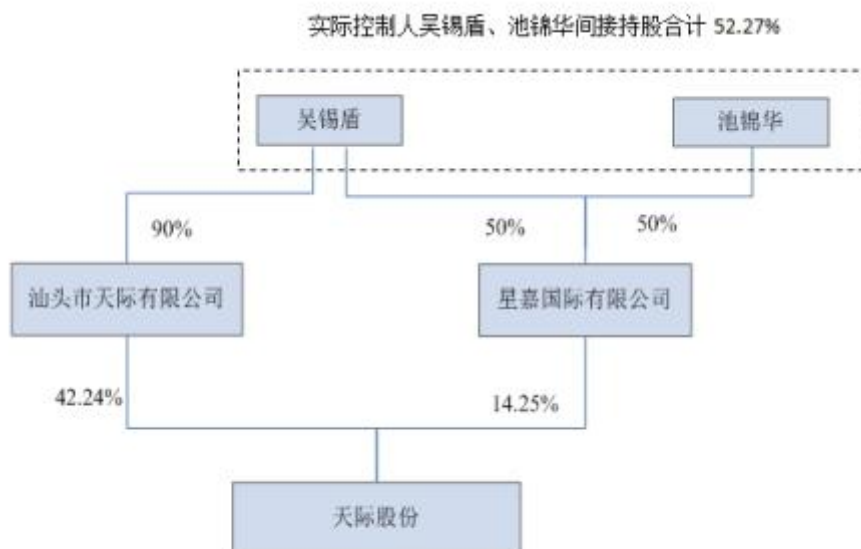 实际控制人吴锡盾、池锦华间接持股合计 52.27%
吴锡盾
池锦华
90%
50%
50%
汕头市天际有限公司
星嘉国际有限公司
42.24%
14.25%
天际股份